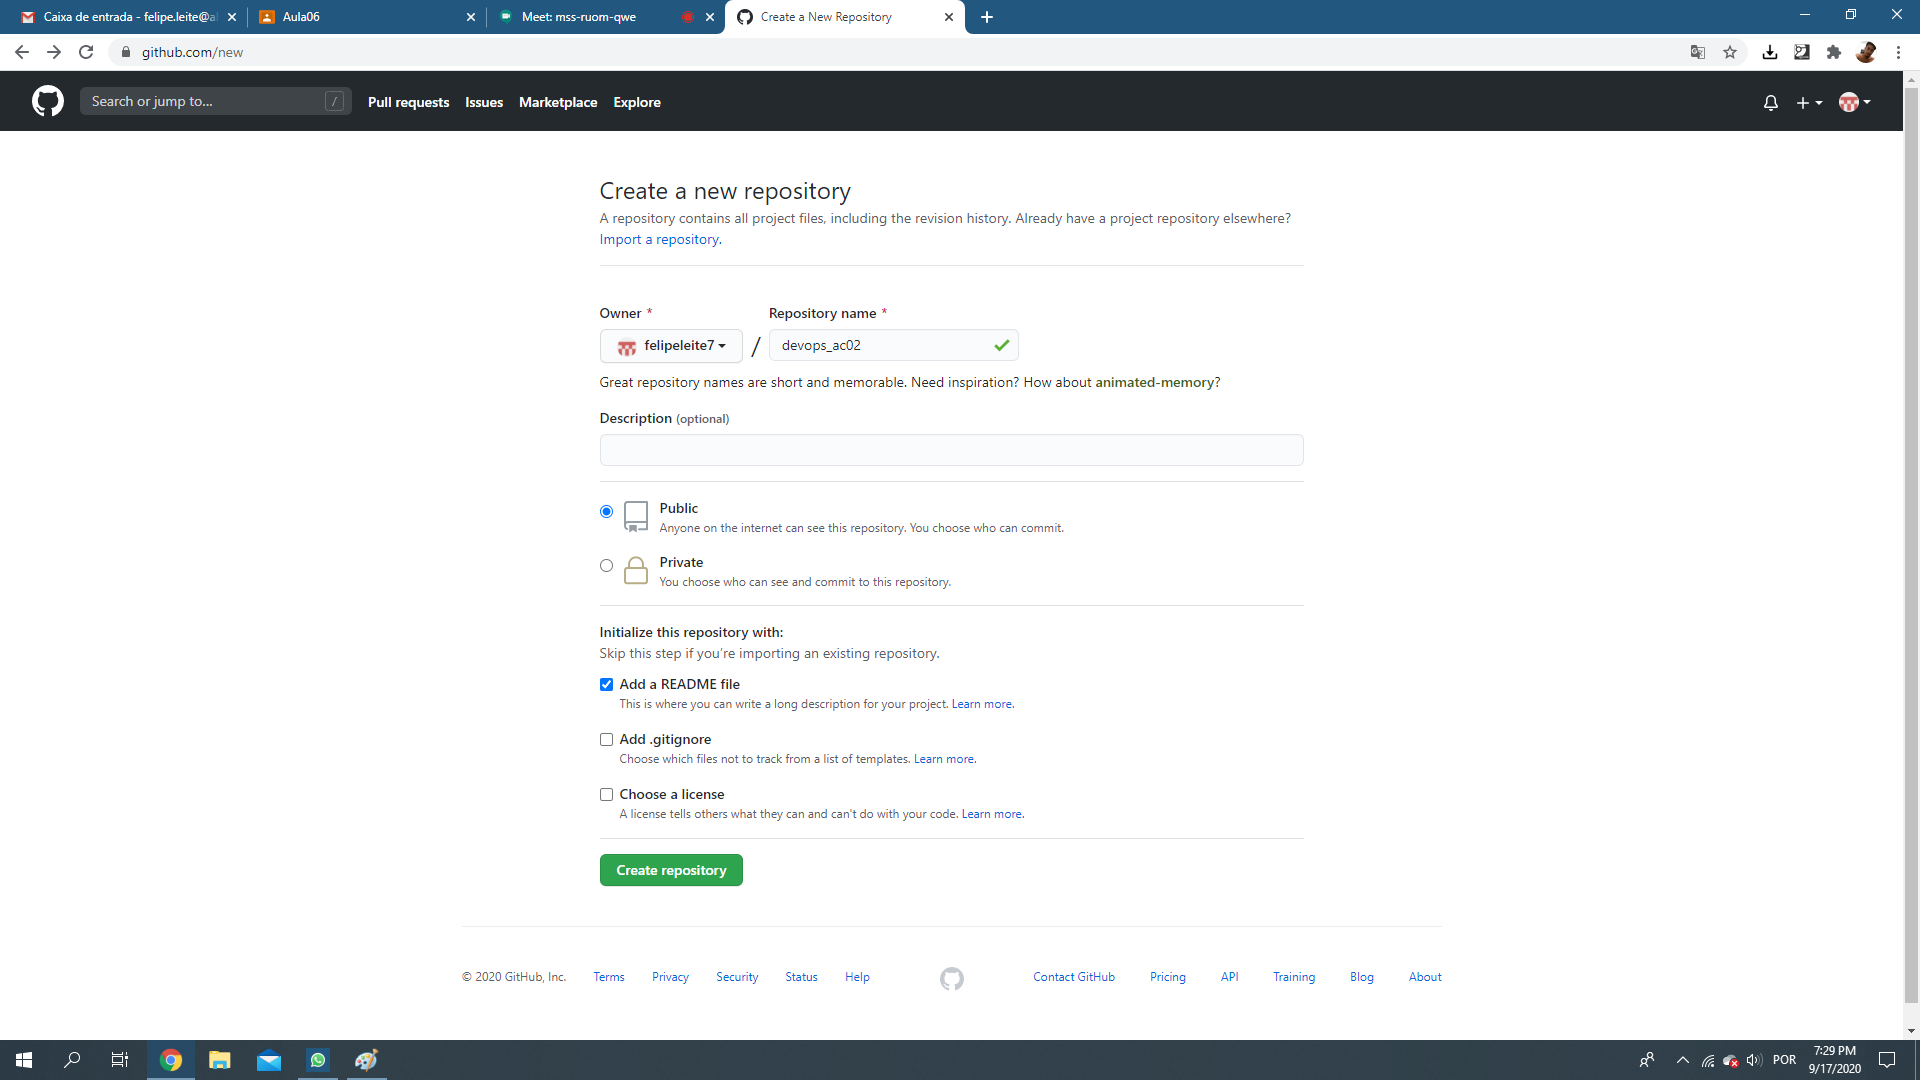 Caixa de entrada - felipe.leite@al
Aula06
Meet: mss-ruom-qwe
Create a New Repository
github.com/new
Search or jump to...
/
Pull requests
Issues
Marketplace
Explore
Create a new repository
A repository contains all project files, including the revision history. Already have a project repository elsewhere?
Import a repository.
Owner *
Repository name *
felipeleite7
/
devops_ac02
Great repository names are short and memorable. Need inspiration? How about animated-memory?
Description (optional)
Public
Anyone on the internet can see this repository. You choose who can commit.
Private
You choose who can see and commit to this repository.
Initialize this repository with:
Skip this step if you're importing an existing repository.
Add a README file
This is where you can write a long description for your project. Learn more.
Add .gitignore
Choose which files not to track from a list of templates. Learn more.
Choose a license
A license tells others what they can and can't do with your code. Learn more.
Create repository
© 2020 GitHub, Inc.
Terms
Privacy
Security
Status
Help
Contact GitHub
Pricing
API
Training
Blog
About
POR
7:29 PM
9/17/2020